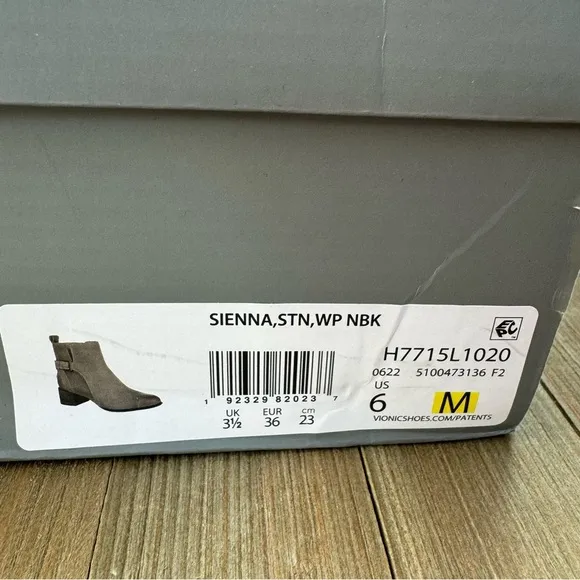 SIENNA,STN,WP NBK
H7715L1020
0622 5100473136 F2
1 92329 82023 7
US
6 M
UK EUR cm
3½ 36 23
VIONICSHOES.COM/PATENTS